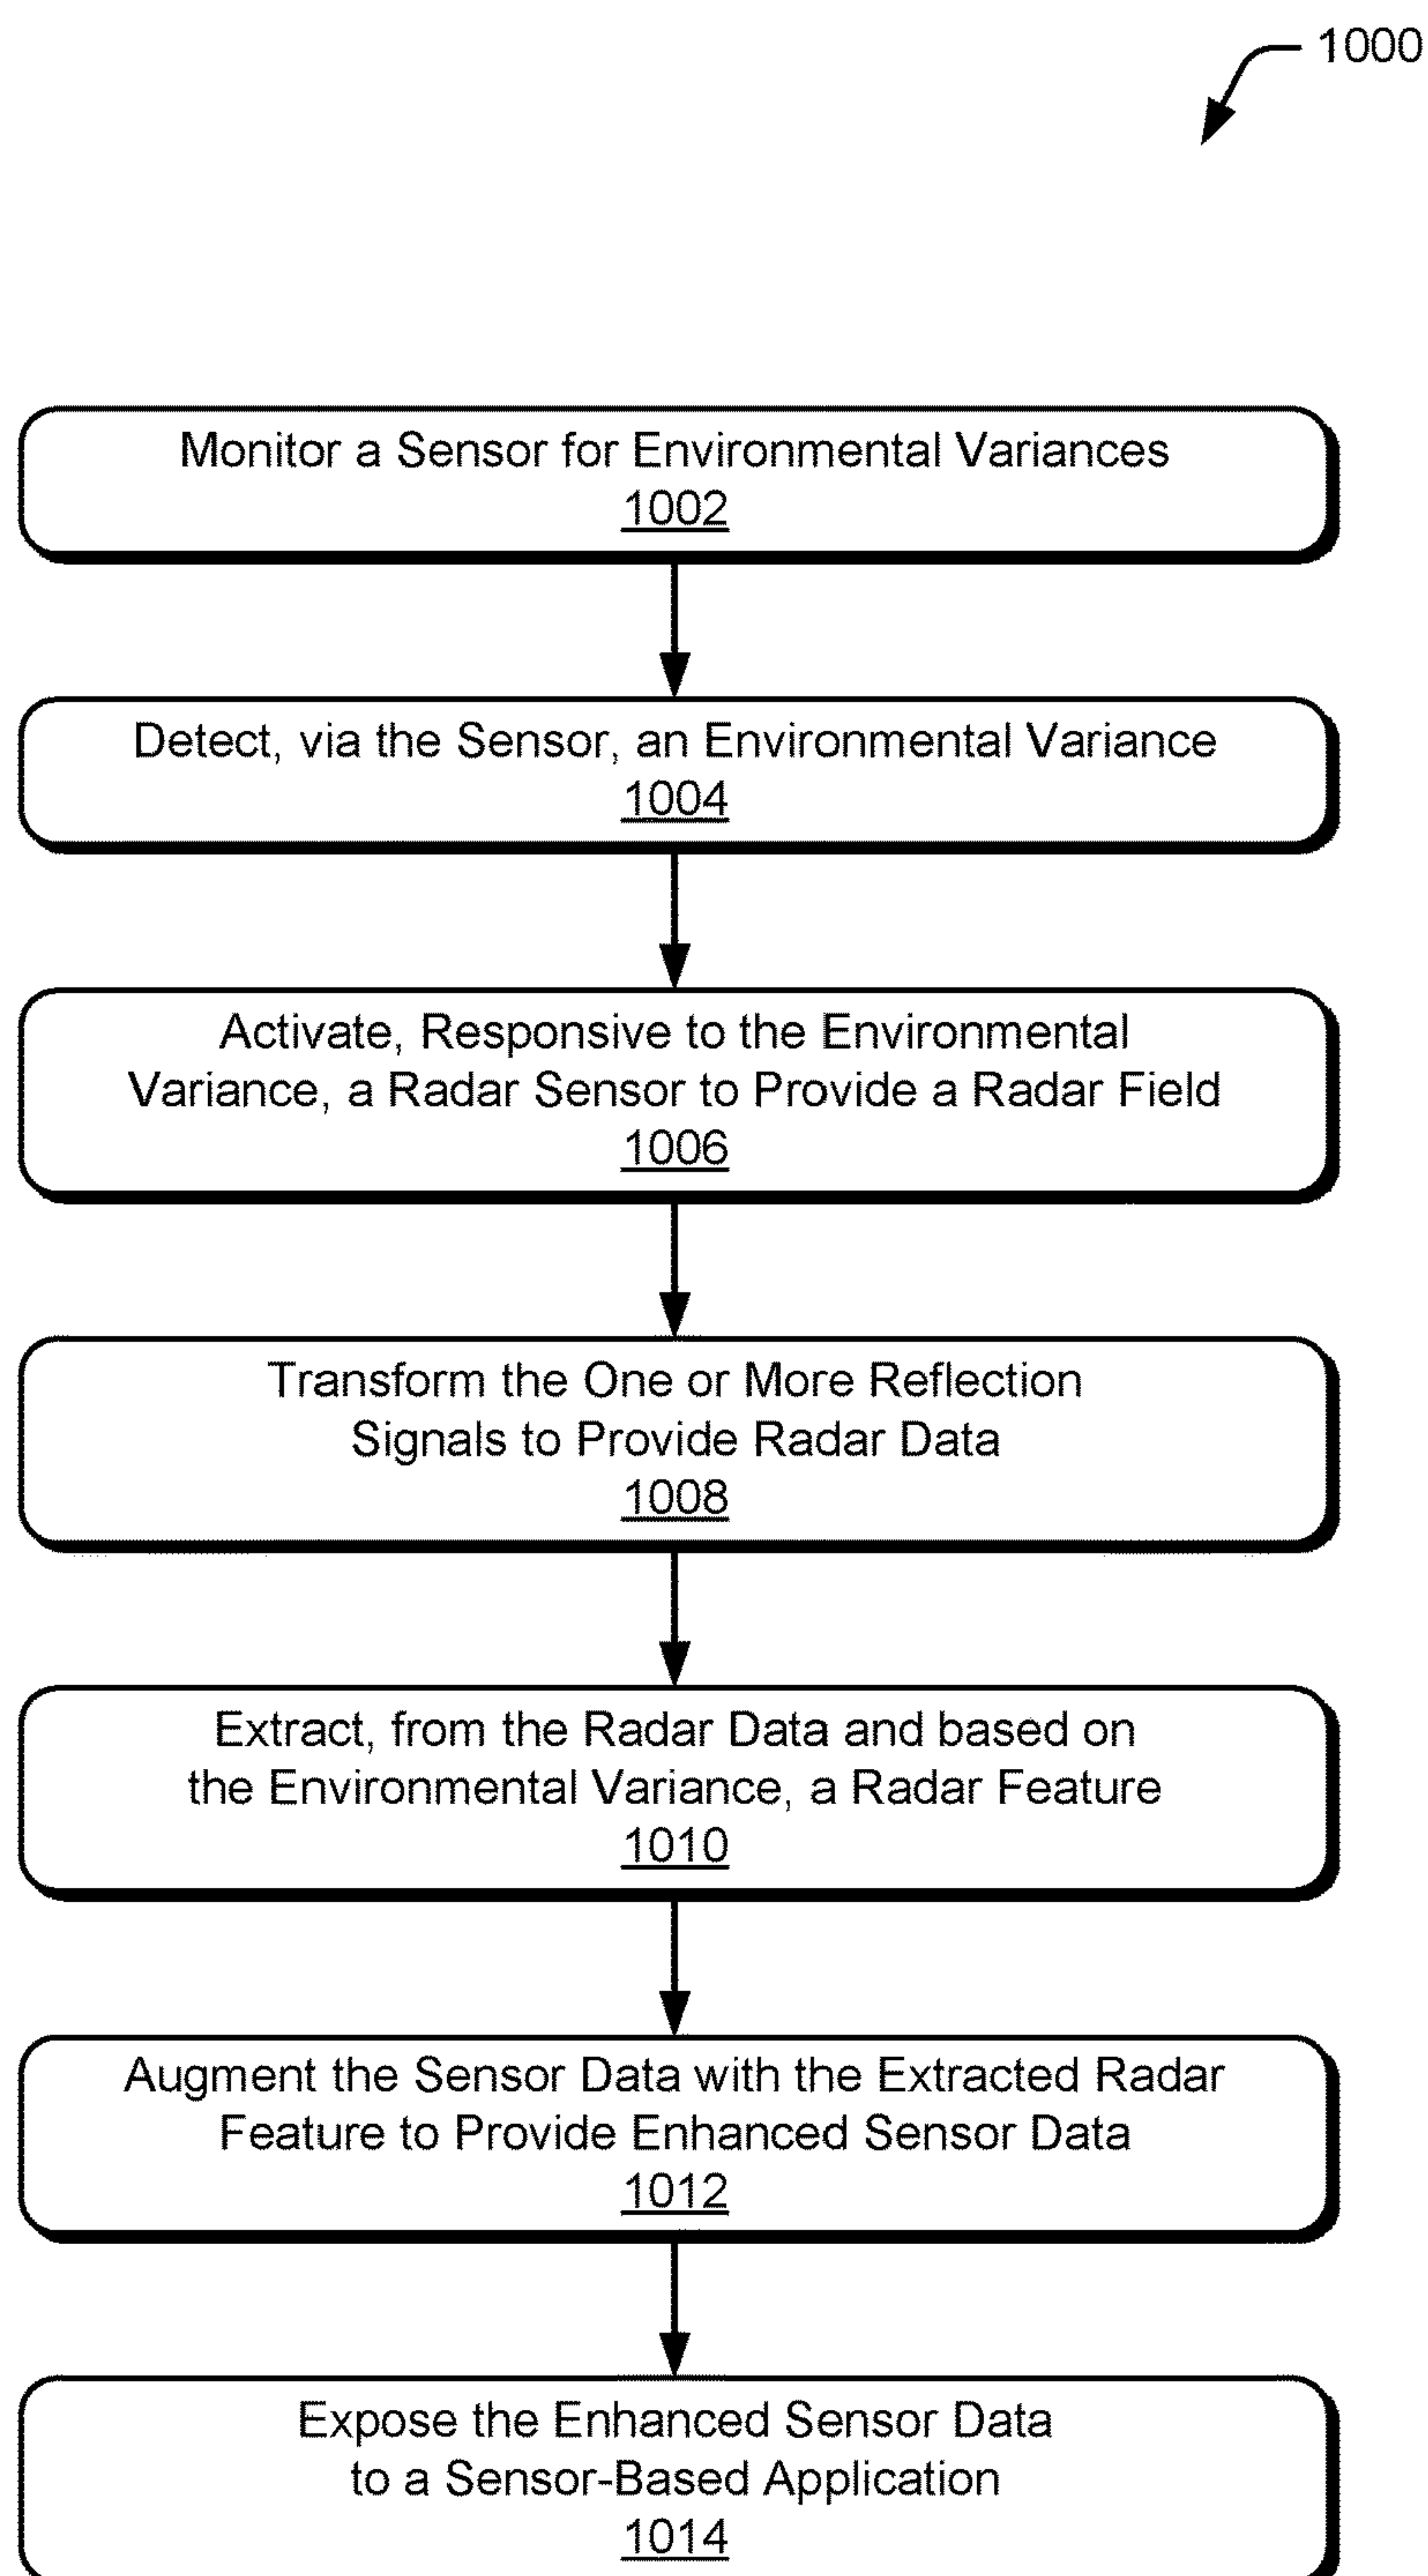 1000
Monitor a Sensor for Environmental Variances
1002
Detect, via the Sensor, an Environmental Variance
1004
Activate, Responsive to the Environmental
Variance, a Radar Sensor to Provide a Radar Field
1006
Transform the One or More Reflection
Signals to Provide Radar Data
1008
Extract, from the Radar Data and based on
the Environmental Variance, a Radar Feature
1010
Augment the Sensor Data with the Extracted Radar
Feature to Provide Enhanced Sensor Data
1012
Expose the Enhanced Sensor Data
to a Sensor-Based Application
1014